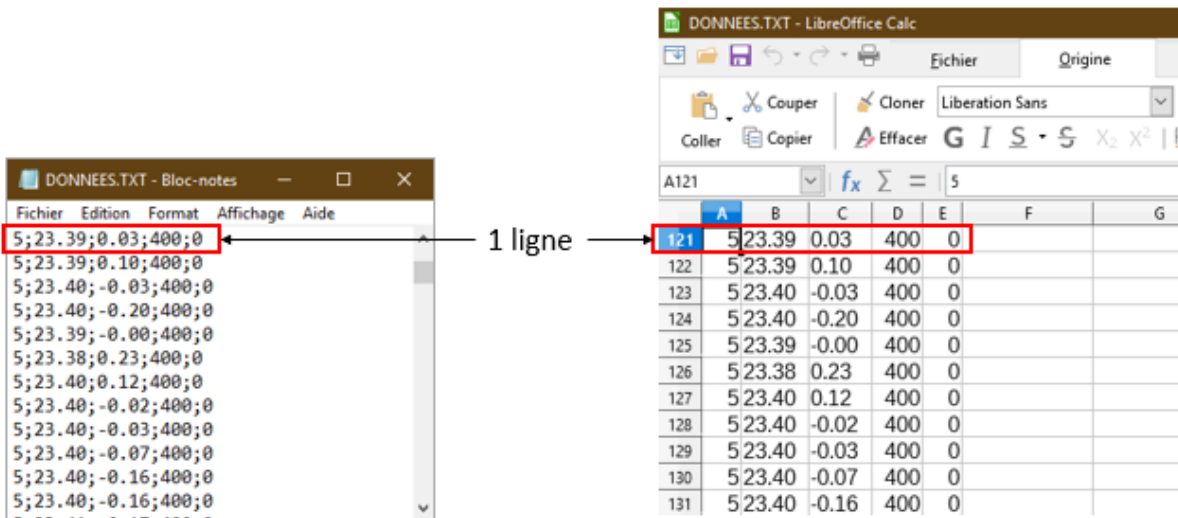 DONNEES.TXT - LibreOffice Calc
Fichier
Origine
Coller
Couper
Copier
Cloner
Effacer
Liberation Sans
G I S S X₂ X²
A121
fx Σ = 5
A B C D E F G
121 5 23.39 0.03 400 0
122 5 23.39 0.10 400 0
123 5 23.40 -0.03 400 0
124 5 23.40 -0.20 400 0
125 5 23.39 -0.00 400 0
126 5 23.38 0.23 400 0
127 5 23.40 0.12 400 0
128 5 23.40 -0.02 400 0
129 5 23.40 -0.03 400 0
130 5 23.40 -0.07 400 0
131 5 23.40 -0.16 400 0
1 ligne
DONNEES.TXT - Bloc-notes
Fichier Edition Format Affichage Aide
5;23.39;0.03;400;0
5;23.39;0.10;400;0
5;23.40;-0.03;400;0
5;23.40;-0.20;400;0
5;23.39;-0.00;400;0
5;23.38;0.23;400;0
5;23.40;0.12;400;0
5;23.40;-0.02;400;0
5;23.40;-0.03;400;0
5;23.40;-0.07;400;0
5;23.40;-0.16;400;0
5;23.40;-0.16;400;0